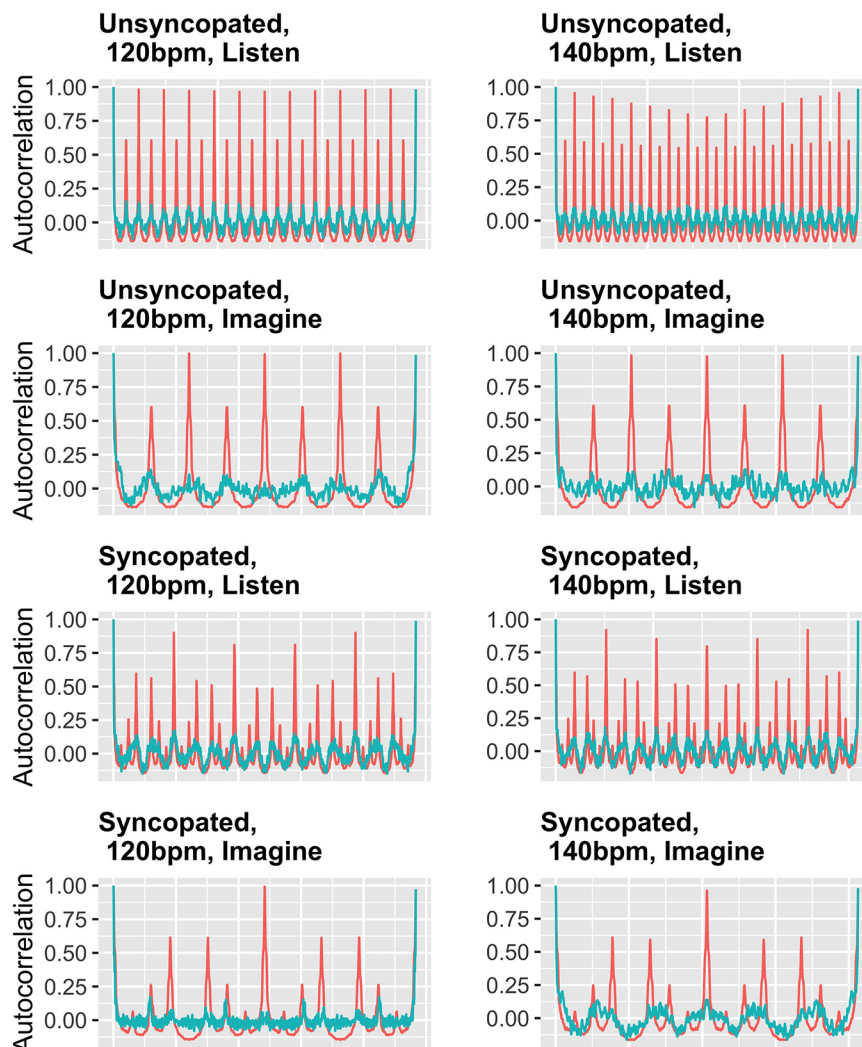 Unsyncopated,
120bpm, Listen
Unsyncopated,
140bpm, Listen
Autocorrelation
1.00
0.75
0.50
0.25
0.00
1.00
0.75
0.50
0.25
0.00
Unsyncopated,
120bpm, Imagine
Unsyncopated,
140bpm, Imagine
Autocorrelation
1.00
0.75
0.50
0.25
0.00
1.00
0.75
0.50
0.25
0.00
Syncopated,
120bpm, Listen
Syncopated,
140bpm, Listen
Autocorrelation
1.00
0.75
0.50
0.25
0.00
1.00
0.75
0.50
0.25
0.00
Syncopated,
120bpm, Imagine
Syncopated,
140bpm, Imagine
Autocorrelation
1.00
0.75
0.50
0.25
0.00
1.00
0.75
0.50
0.25
0.00